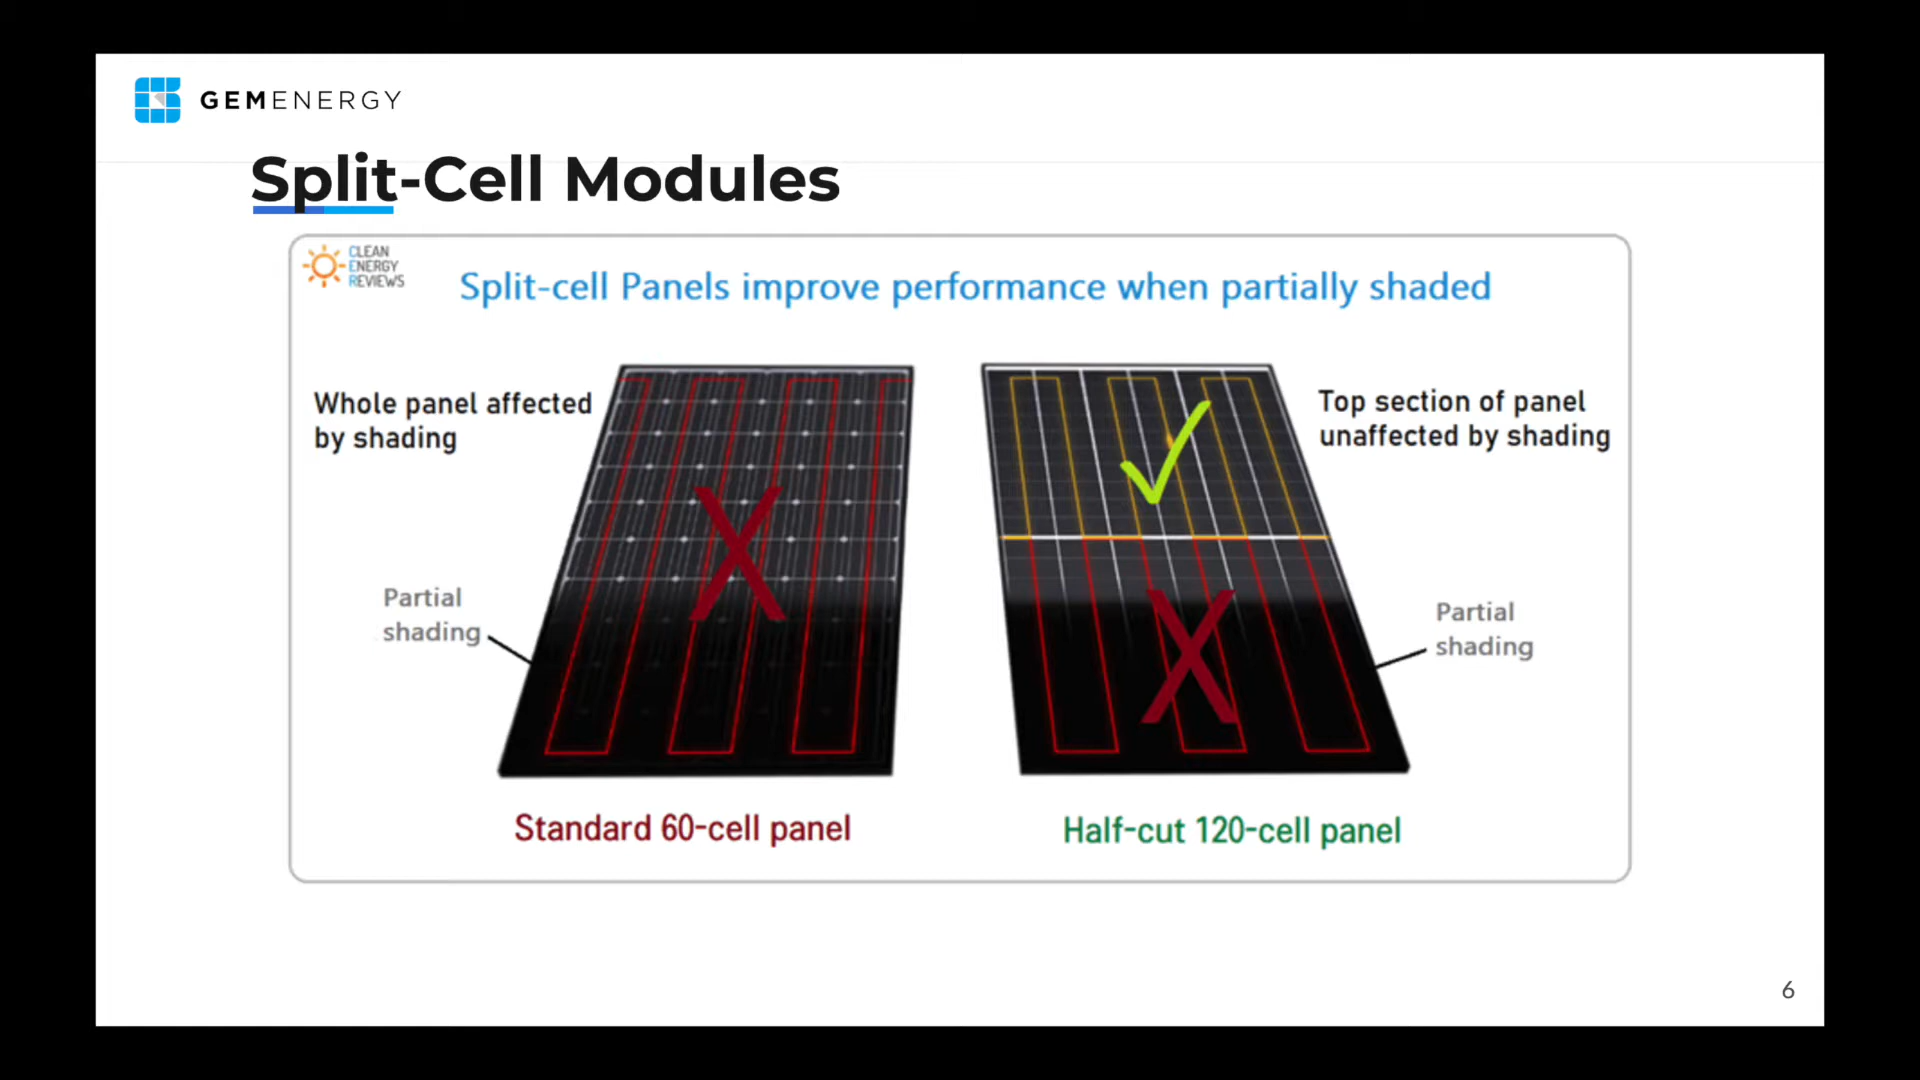 GEMENERGY
Split-Cell Modules
CLEAN
ENERGY
REVIEWS
Split-cell Panels improve performance when partially shaded
Whole panel affected
by shading
Top section of panel
unaffected by shading
Partial
shading
Partial
shading
Standard 60-cell panel
Half-cut 120-cell panel
6